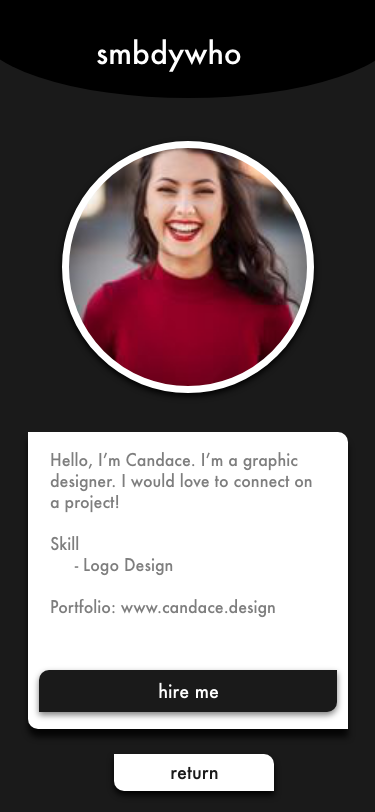 smbdywho
Hello, I’m Candace. I’m a graphic
designer. I would love to connect on
a project!
Skill
- Logo Design
Portfolio: www.candace.design
hire me
return